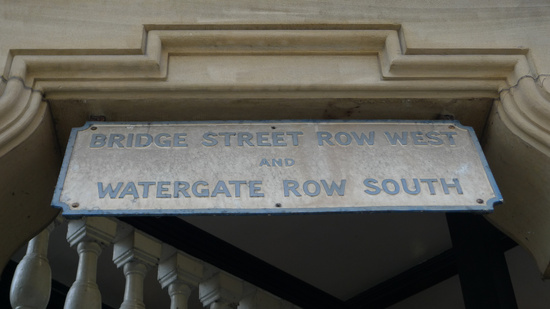 BRIDGE STREET ROW WEST
AND
WATERGATE ROW SOUTH